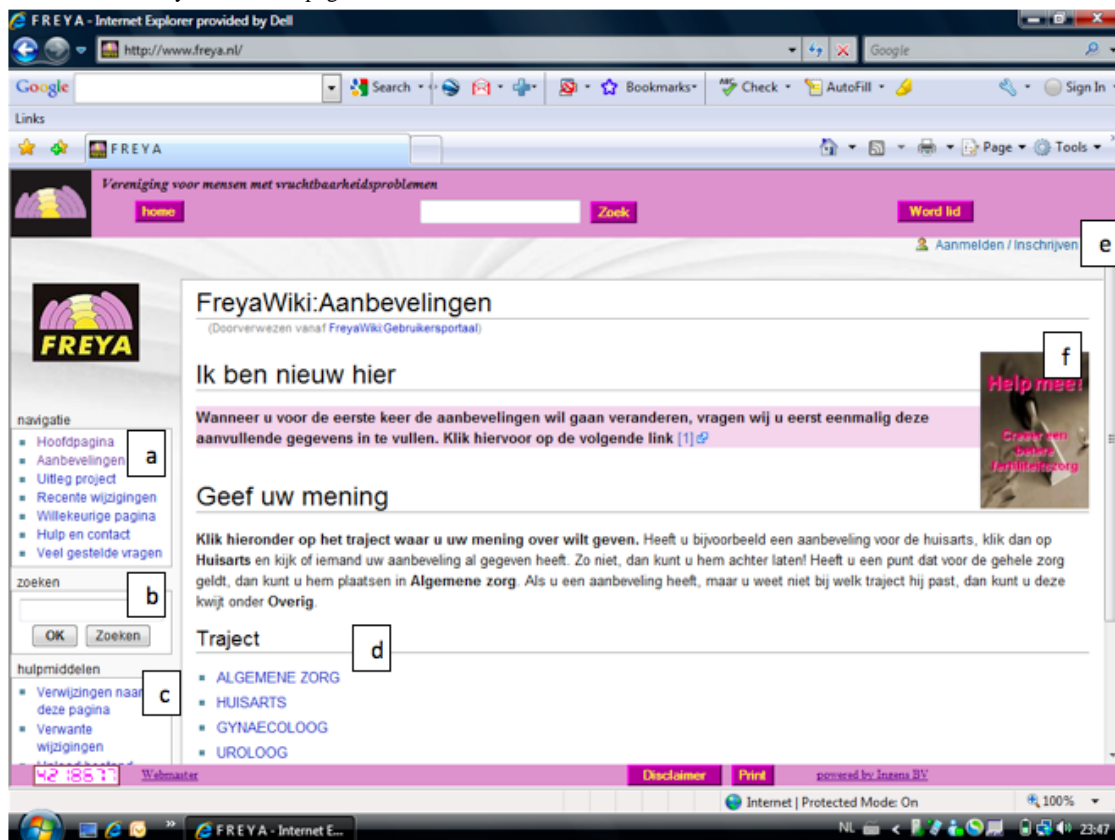 F R E Y A - Internet Explorer provided by Dell
http://www.freya.nl/
Google
Google
Search
Bookmarks
Check
AutoFill
Sign In
Links
F R E Y A
Page
Tools
Vereniging voor mensen met vruchtbaarheidsproblemen
home
Zoek
Word lid
Aanmelden / Inschrijven
e
FREYA
FreyaWiki:Aanbevelingen
(Doorverwezen vanaf FreyaWiki:Gebruikersportaal)
Ik ben nieuw hier
f
Help mee!
Creëer een
betere
fertiliteitszorg
Wanneer u voor de eerste keer de aanbevelingen wil gaan veranderen, vragen wij u eerst eenmalig deze
aanvullende gegevens in te vullen. Klik hiervoor op de volgende link [1]
navigatie
Hoofdpagina
Aanbevelingen
a
Uitleg project
Recente wijzigingen
Willekeurige pagina
Hulp en contact
Veel gestelde vragen
Geef uw mening
Klik hieronder op het traject waar u uw mening over wilt geven. Heeft u bijvoorbeeld een aanbeveling voor de huisarts, klik dan op
Huisarts en kijk of iemand uw aanbeveling al gegeven heeft. Zo niet, dan kunt u hem achter laten! Heeft u een punt dat voor de gehele zorg
geldt, dan kunt u hem plaatsen in Algemene zorg. Als u een aanbeveling heeft, maar u weet niet bij welk traject hij past, dan kunt u deze
kwijt onder Overig.
zoeken
b
OK Zoeken
Traject
d
ALGEMENE ZORG
HUISARTS
GYNAECOLOOG
UROLOOG
hulpmiddelen
c
Verwijzingen naar
deze pagina
Verwante
wijzigingen
4218677
Webmaster
Disclaimer
Print
powered by Ingena BV
Internet | Protected Mode: On
100%
F R E Y A - Internet E...
NL
23:47